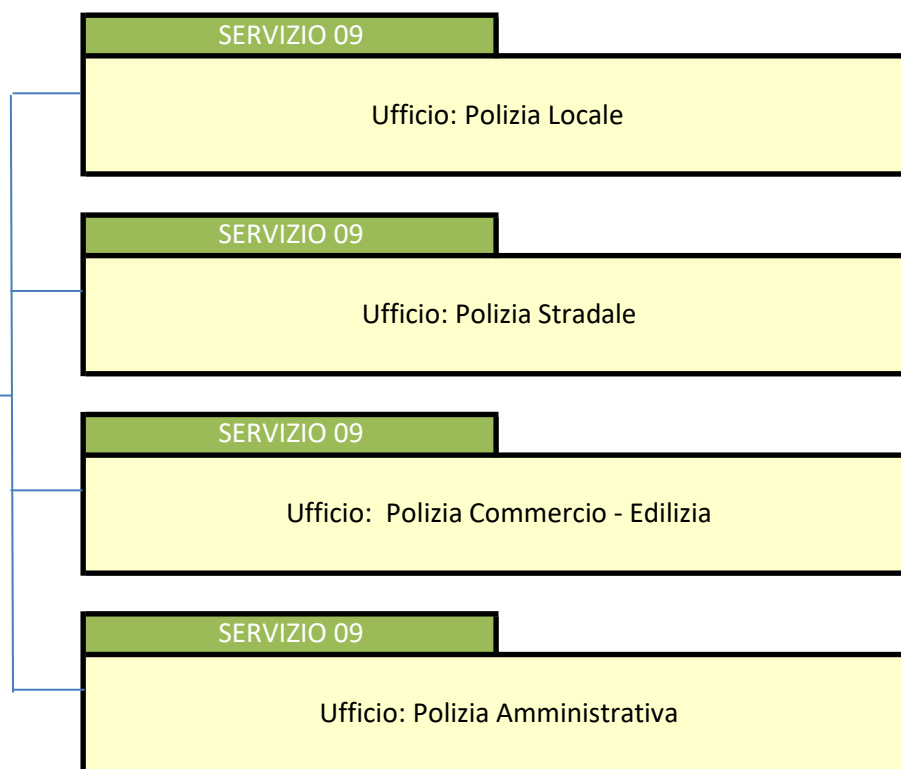 SERVIZIO 09
Ufficio: Polizia Locale
SERVIZIO 09
Ufficio: Polizia Stradale
SERVIZIO 09
Ufficio:  Polizia Commercio - Edilizia
SERVIZIO 09
Ufficio: Polizia Amministrativa